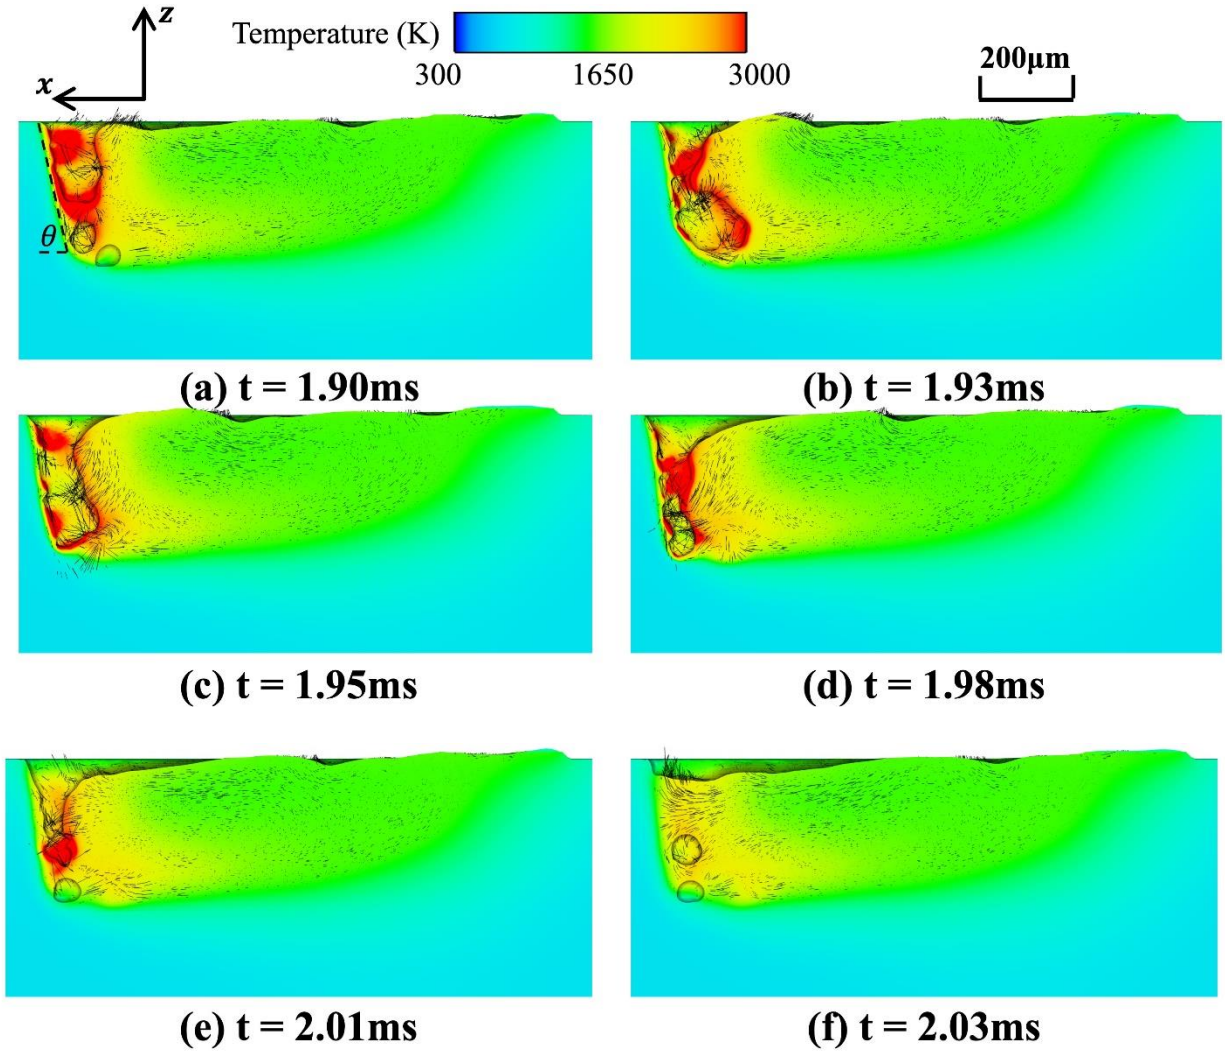 z
Temperature (K)
300 1650 3000
200μm
x
θ
(a) t = 1.90ms
(b) t = 1.93ms
(c) t = 1.95ms
(d) t = 1.98ms
(e) t = 2.01ms
(f) t = 2.03ms